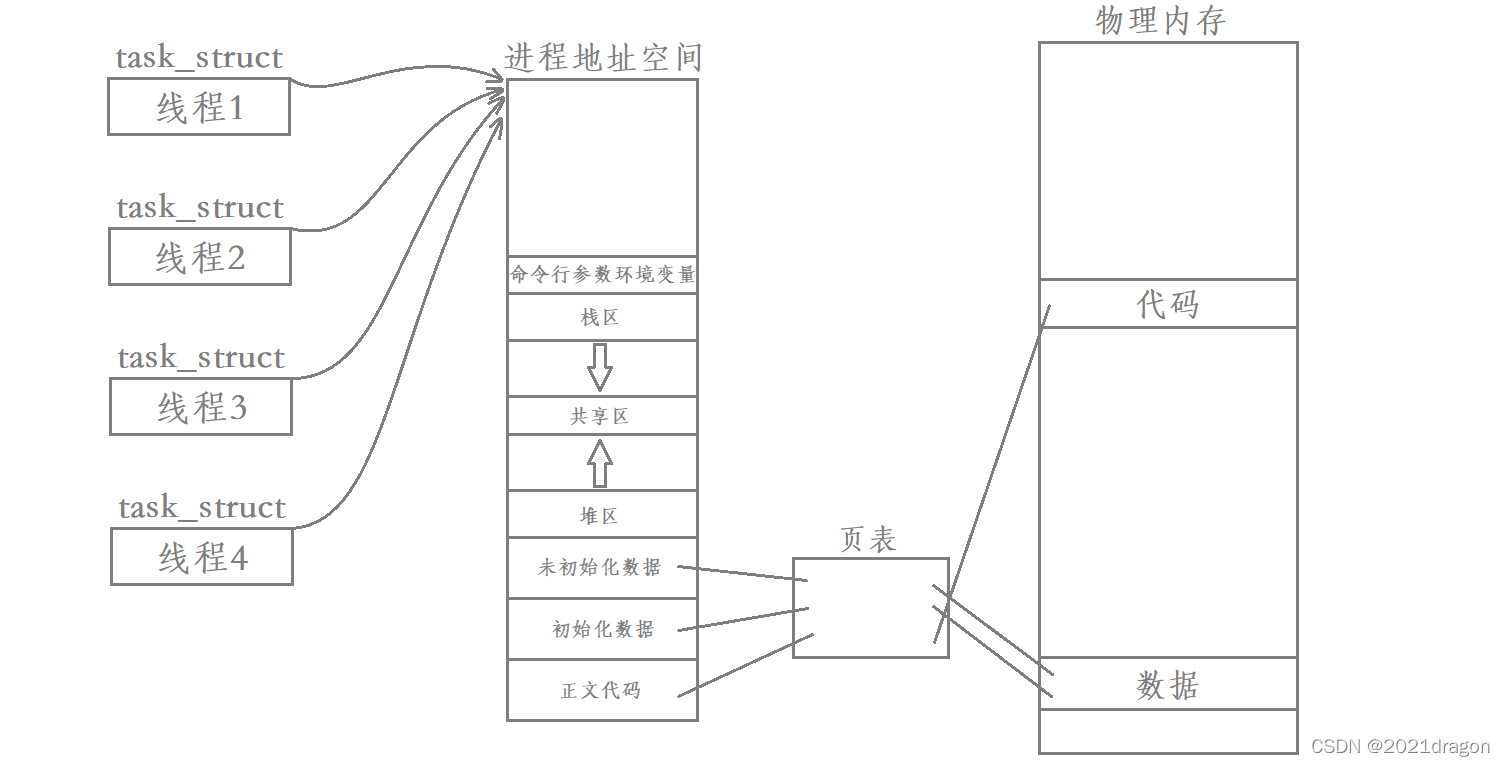 task_struct
线程1
task_struct
线程2
task_struct
线程3
task_struct
线程4
进程地址空间
命令行参数环境变量
栈区
共享区
堆区
未初始化数据
初始化数据
正文代码
页表
物理内存
代码
数据
CSDN @2021dragon